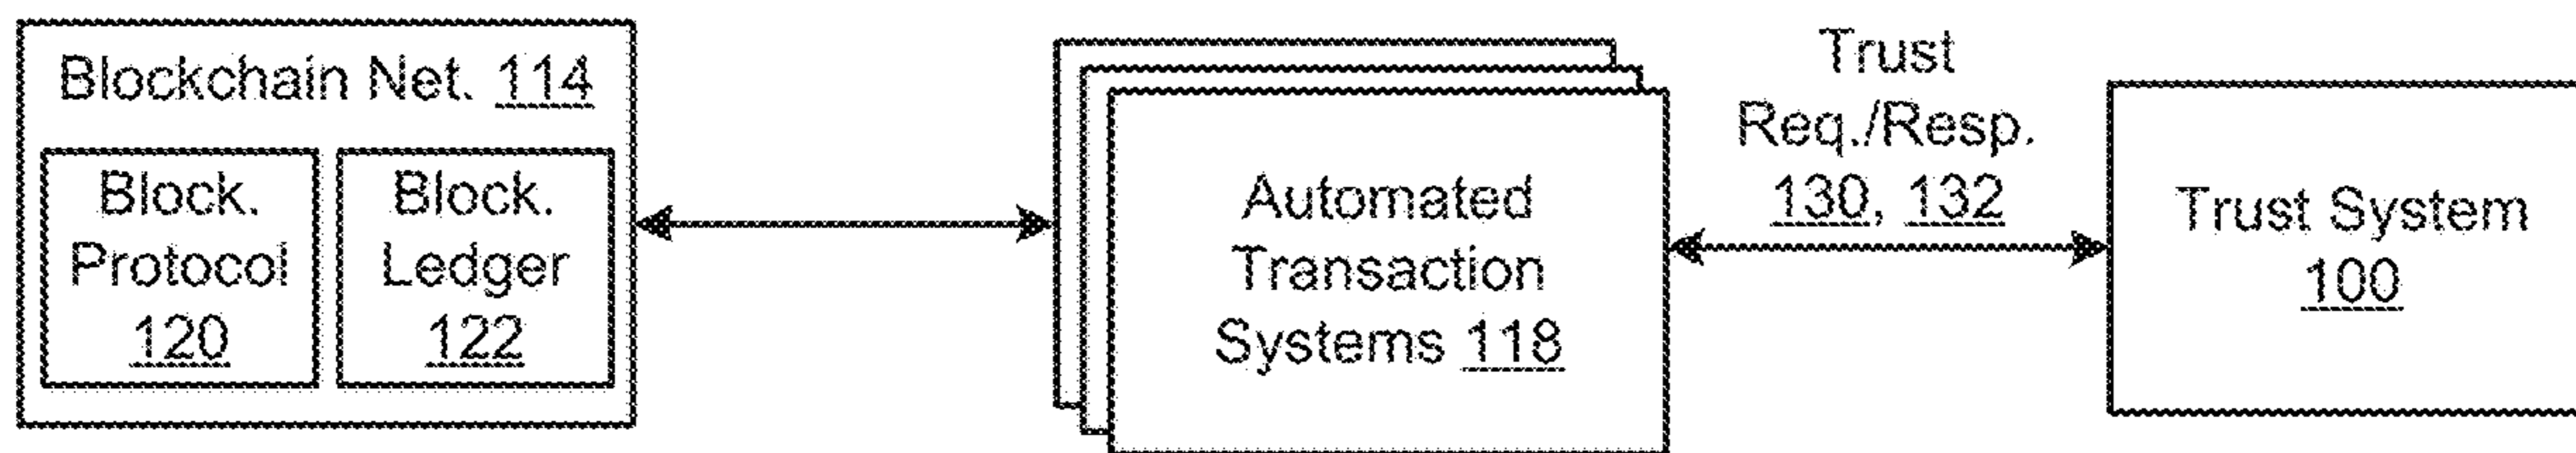 Blockchain Net. 114
Block.
Protocol
120
Block.
Ledger
122
Automated
Transaction
Systems 118
Trust
Req./Resp.
130, 132
Trust System
100